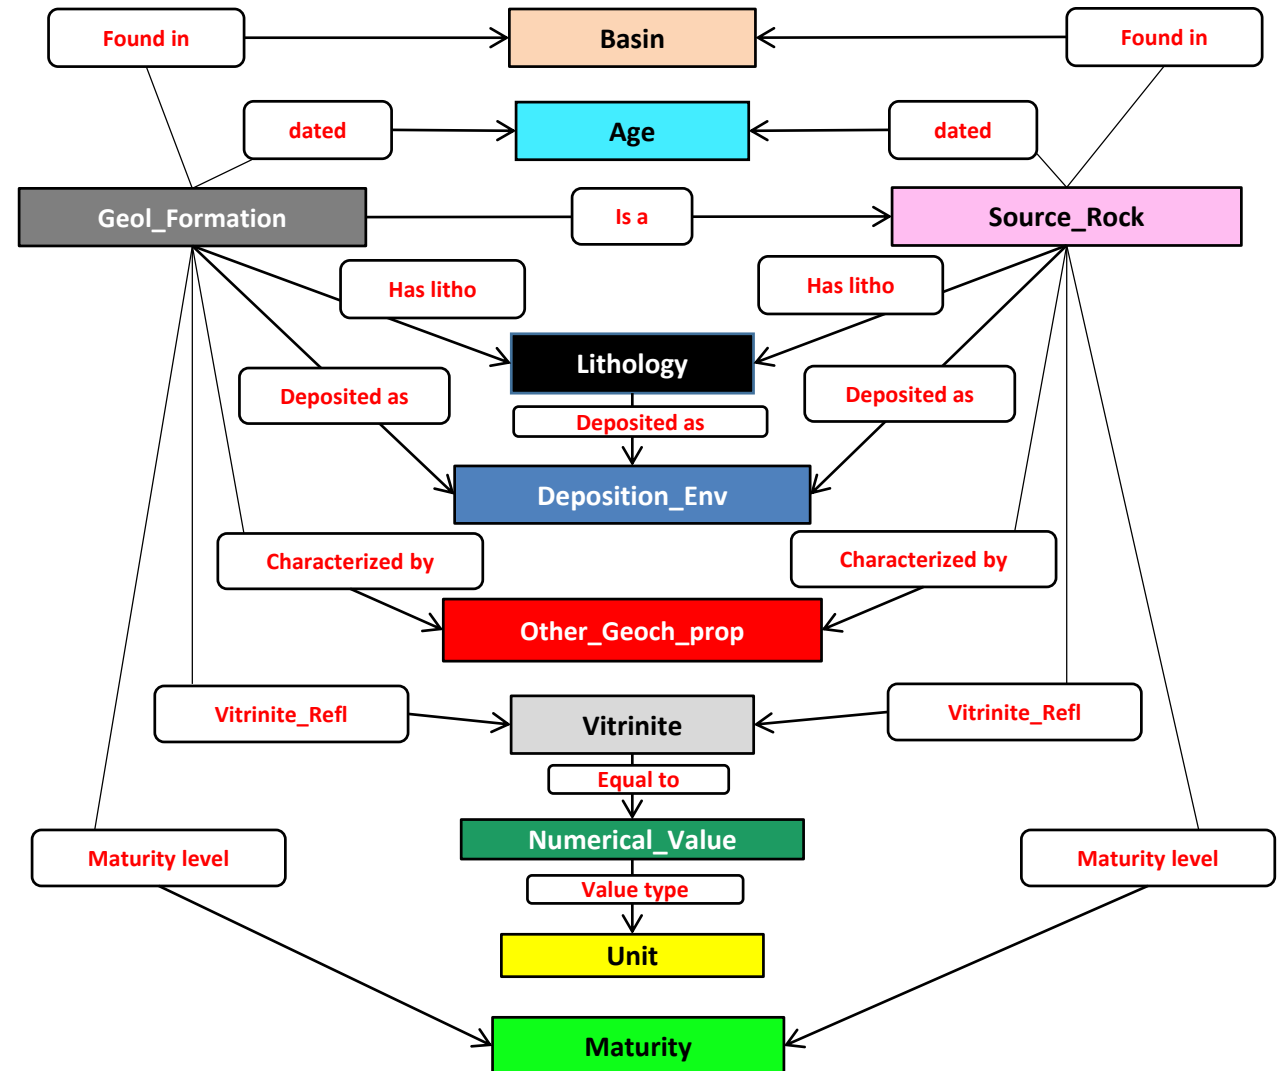 Found in
Basin
Found in
dated
Age
dated
Geol_Formation
Is a
Source_Rock
Has litho
Has litho
Lithology
Deposited as
Deposited as
Deposited as
Deposition_Env
Characterized by
Characterized by
Other_Geoch_prop
Vitrinite_Refl
Vitrinite
Vitrinite_Refl
Equal to
Numerical_Value
Maturity level
Maturity level
Value type
Unit
Maturity